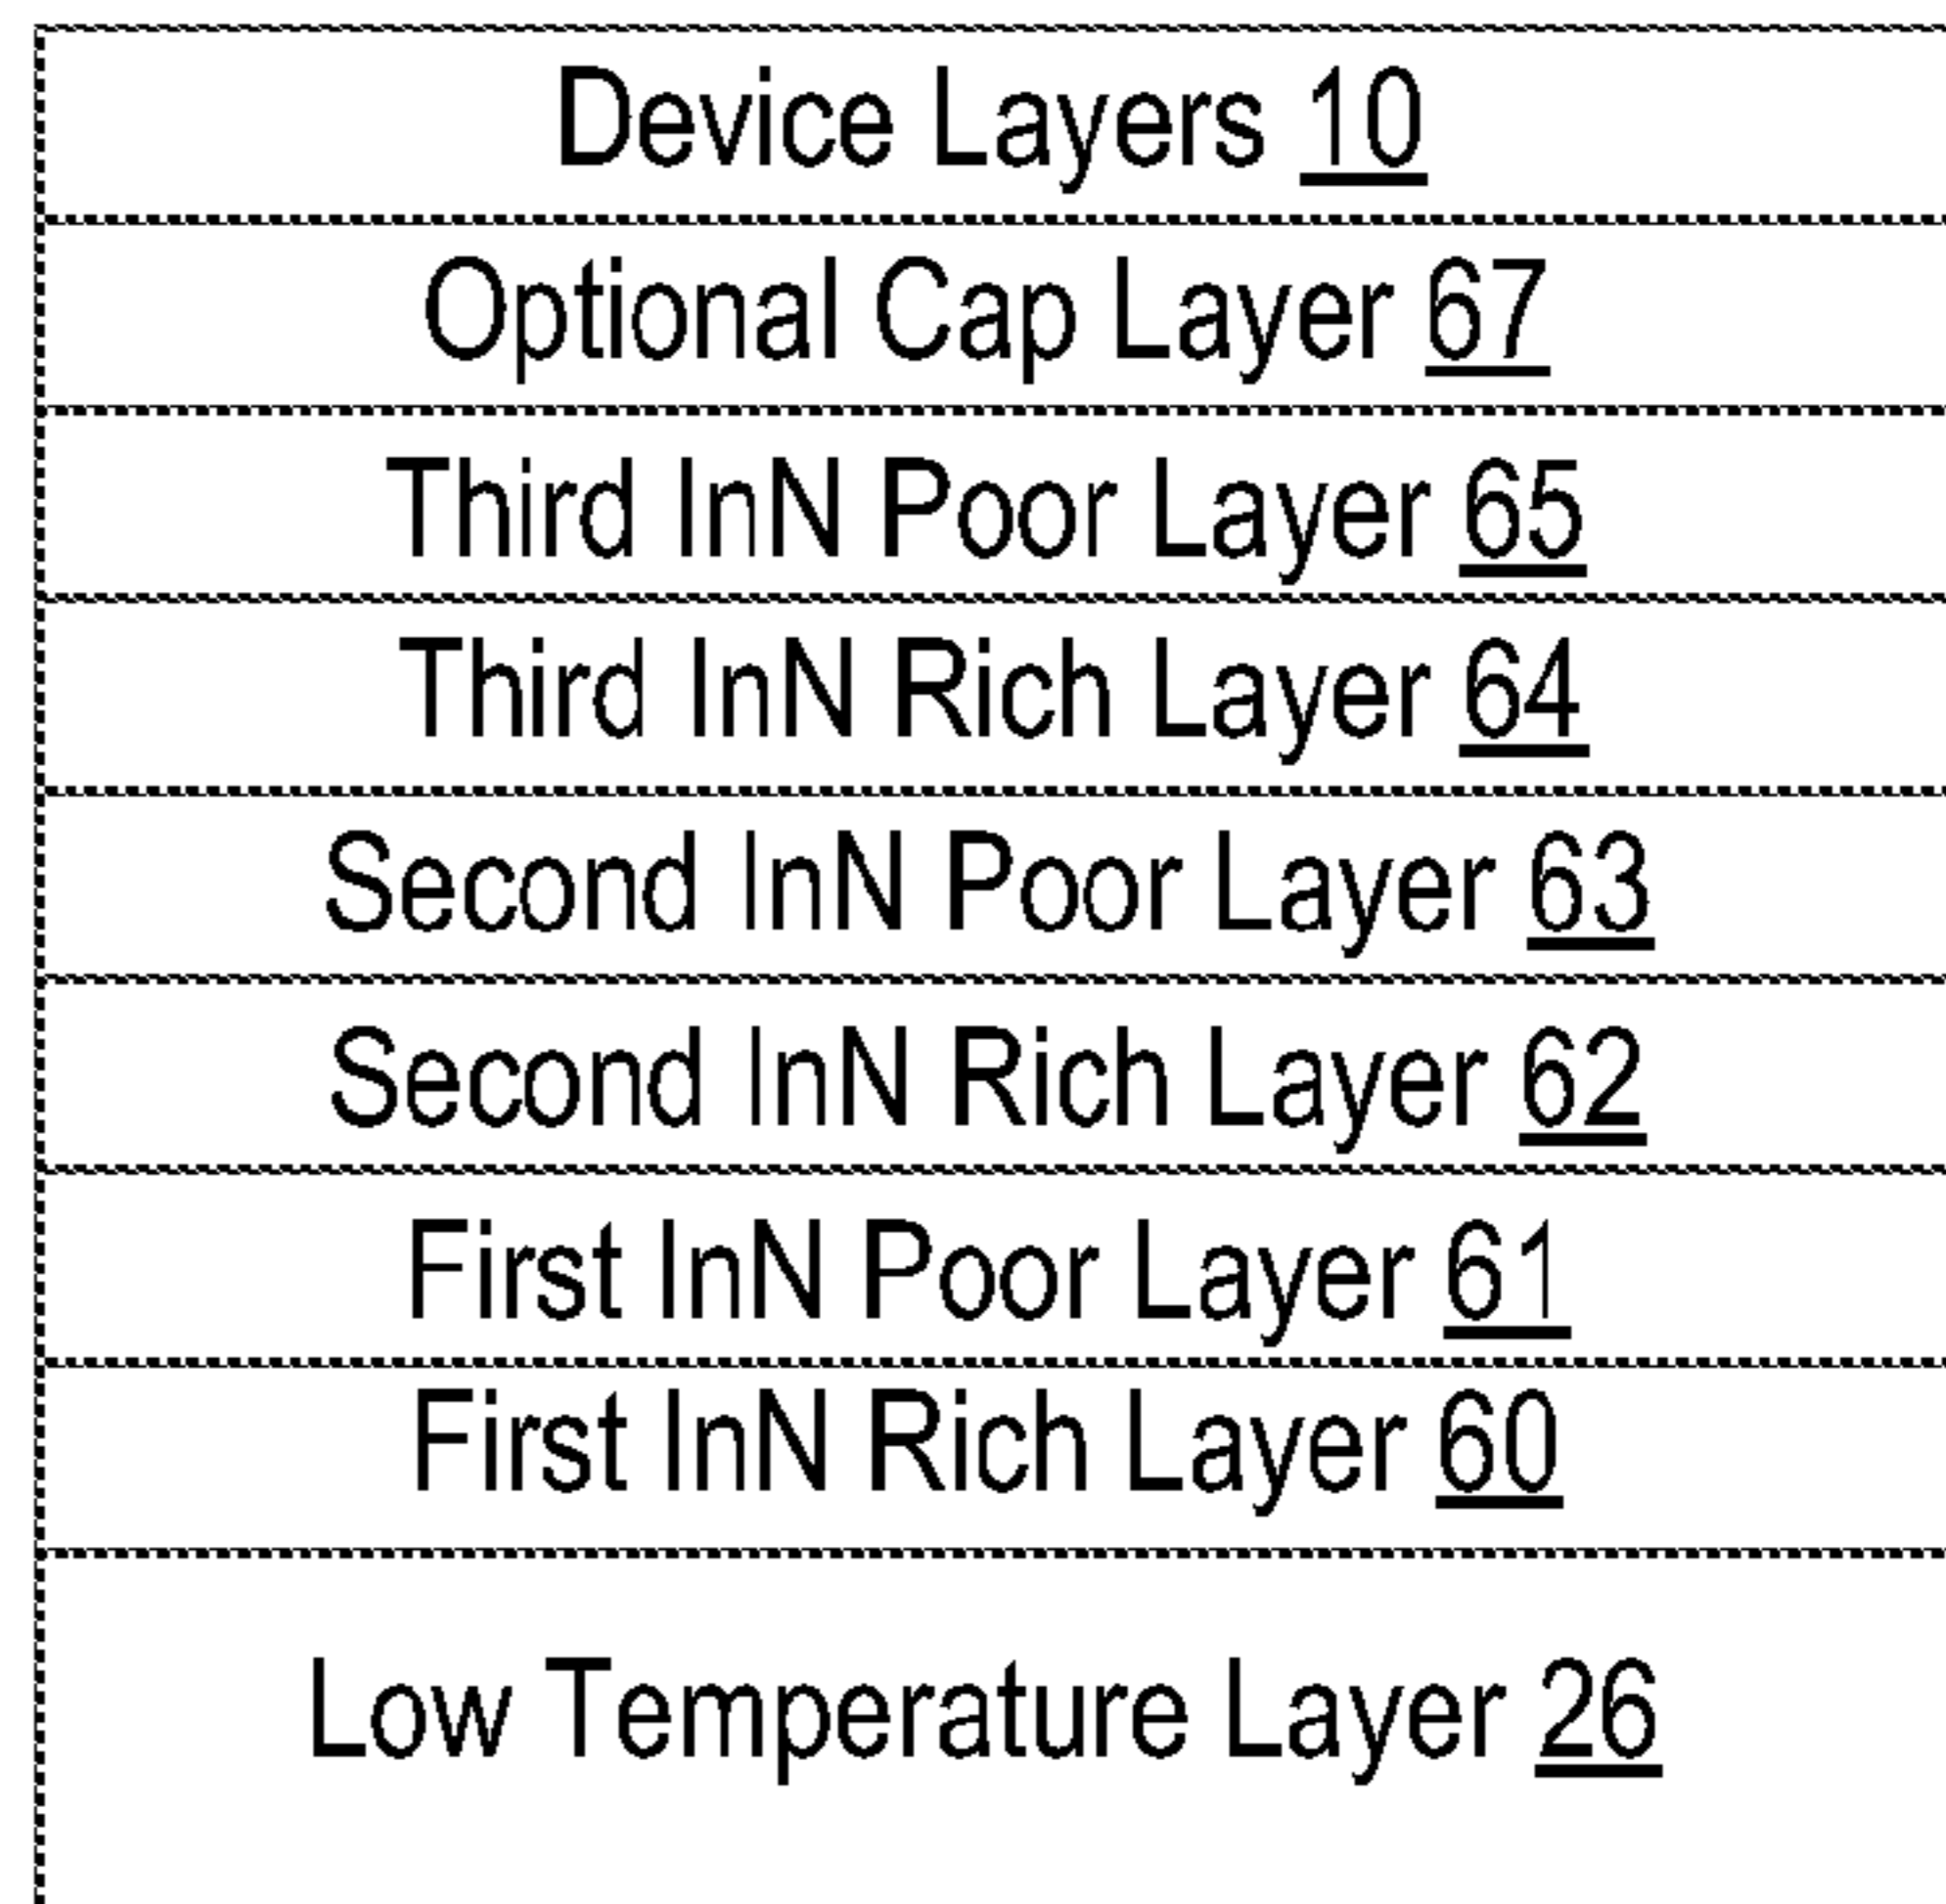 Device Layers 10
Optional Cap Layer 67
Third InN Poor Layer 65
Third InN Rich Layer 64
Second InN Poor Layer 63
Second InN Rich Layer 62
First InN Poor Layer 61
First InN Rich Layer 60
Low Temperature Layer 26